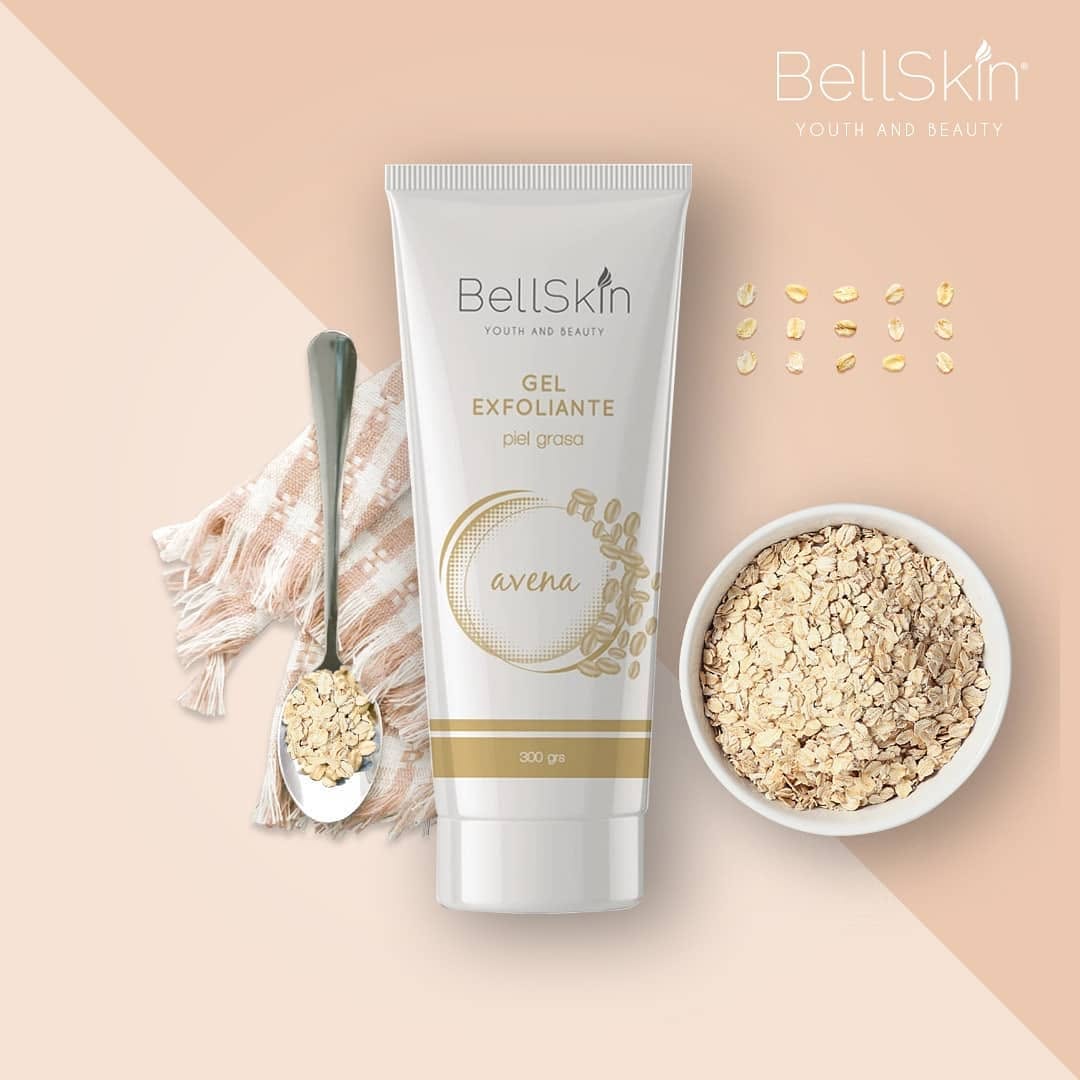 BellSkin®
YOUTH AND BEAUTY
BellSkin
YOUTH AND BEAUTY
GEL
EXFOLIANTE
piel grasa
avena
300 grs